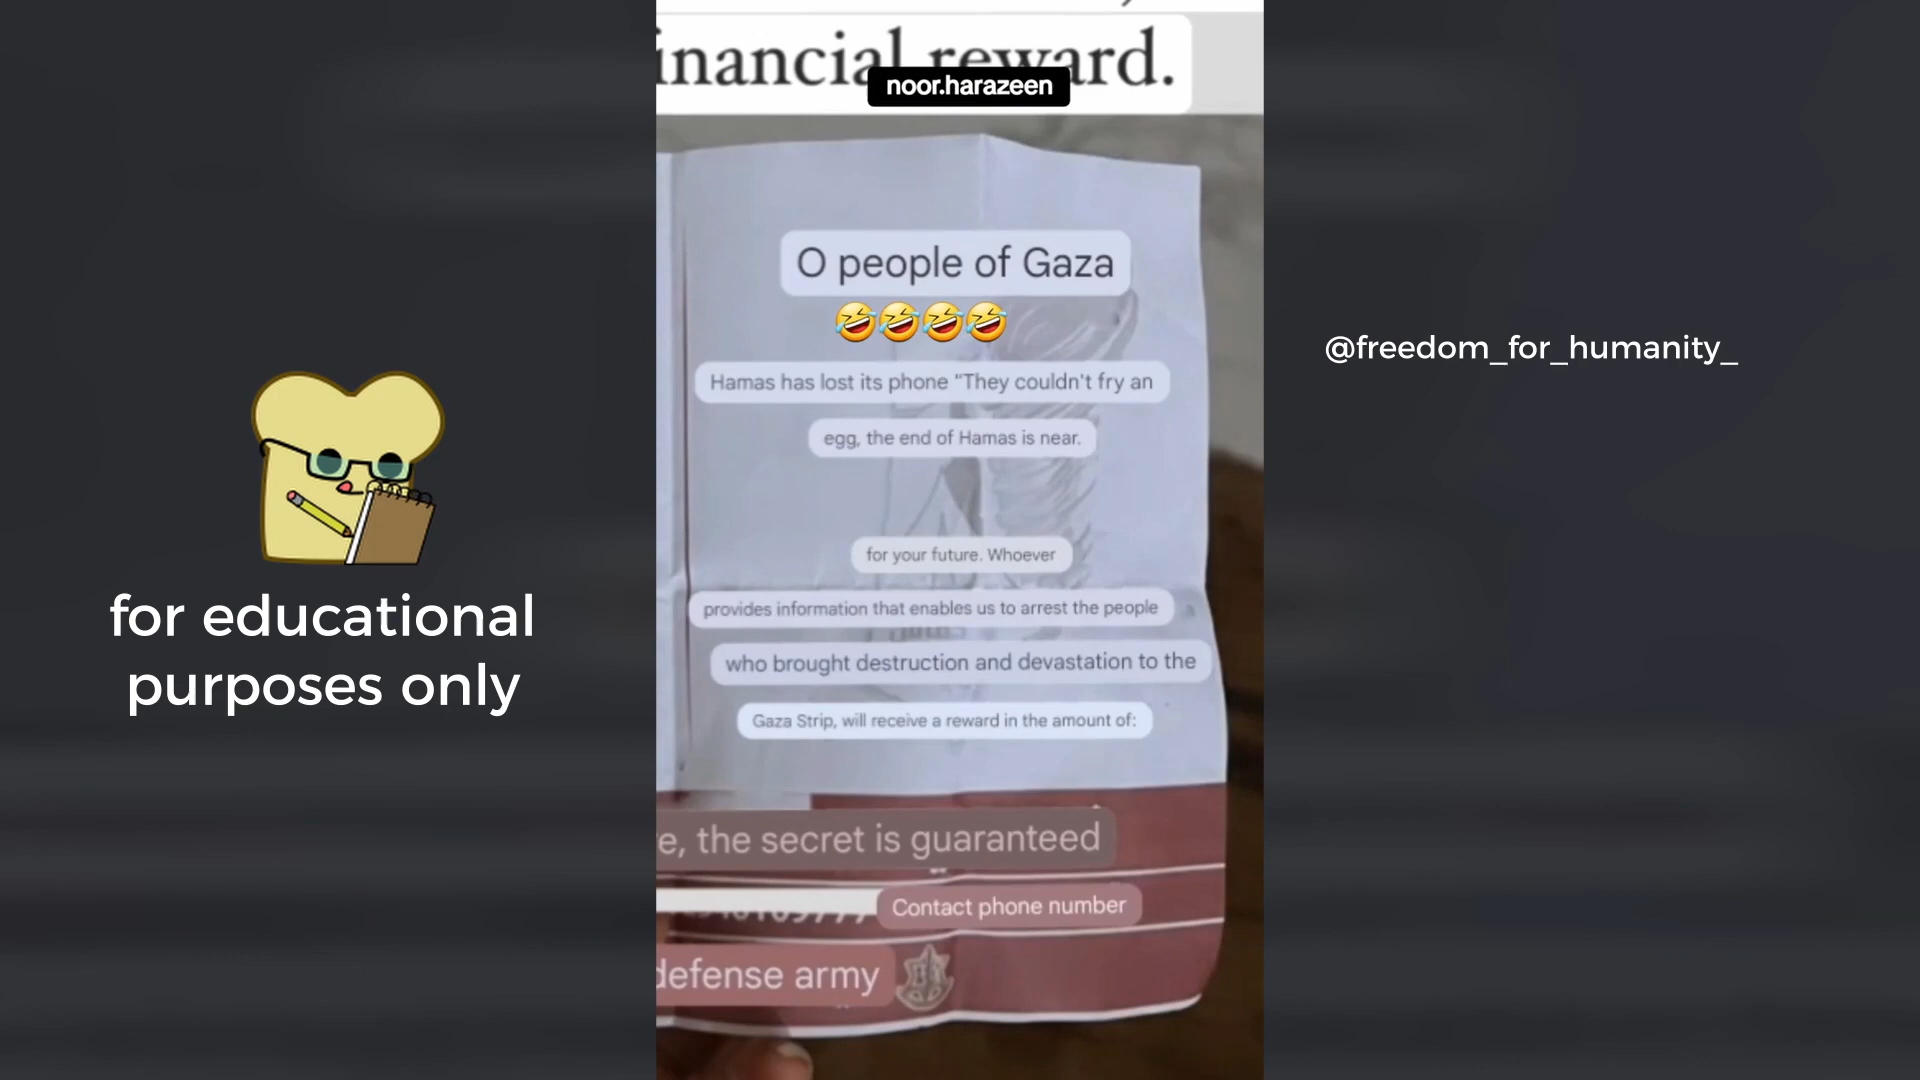 inancial reward.
noor.harazeen
O people of Gaza
🤣🤣🤣🤣
Hamas has lost its phone "They couldn't fry an
egg, the end of Hamas is near.
for your future. Whoever
provides information that enables us to arrest the people
who brought destruction and devastation to the
Gaza Strip, will receive a reward in the amount of:
e, the secret is guaranteed
Contact phone number
defense army
@freedom_for_humanity_
for educational
purposes only